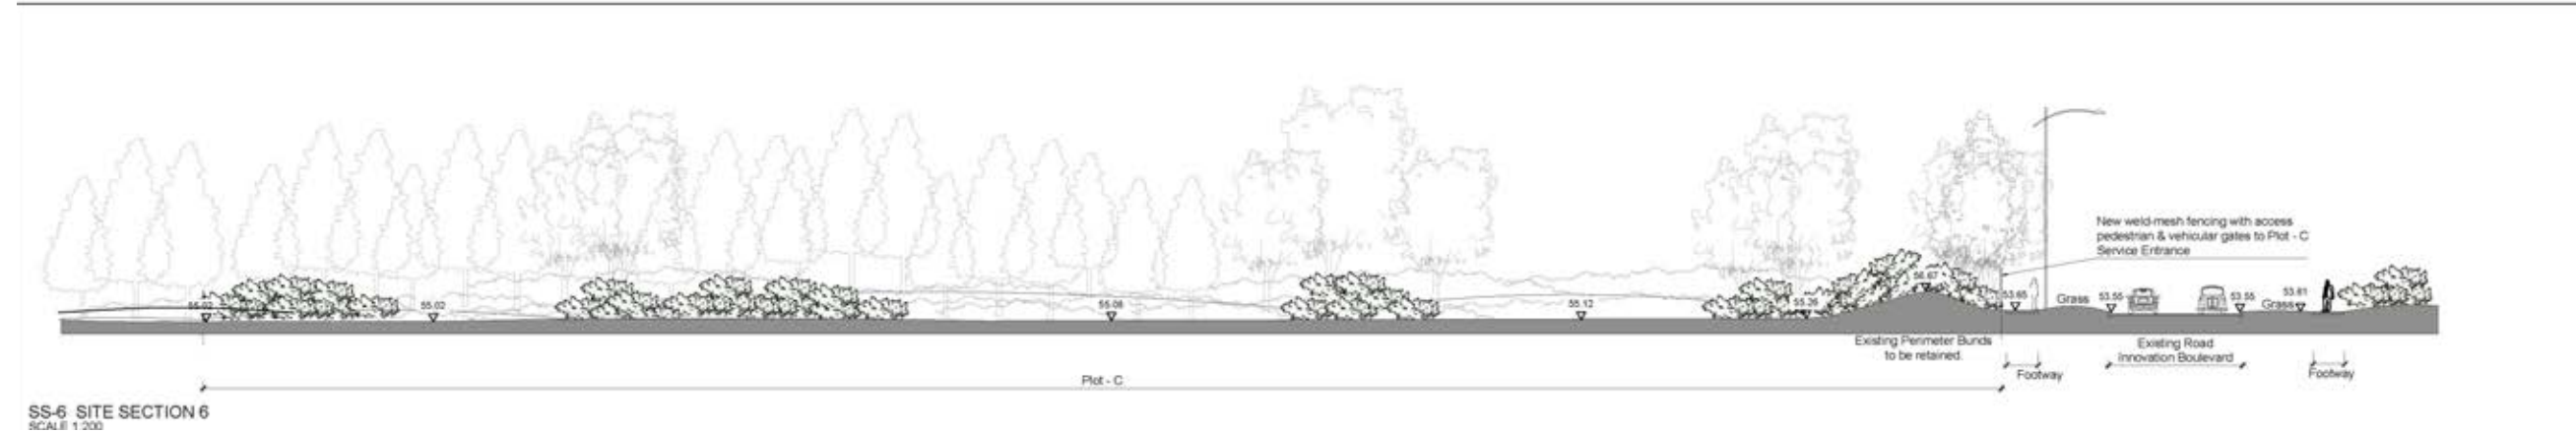 New weld-mesh fencing with access
pedestrian & vehicular gates to Plot - C
Service Entrance
55.02
55.02
55.08
55.12
55.26
56.67
53.65
Grass
53.55
53.55
53.81
Grass
Existing Perimeter Bunds
to be retained.
Existing Road
Innovation Boulevard
Footway
Footway
Plot - C
SS-6 SITE SECTION 6
SCALE 1:200